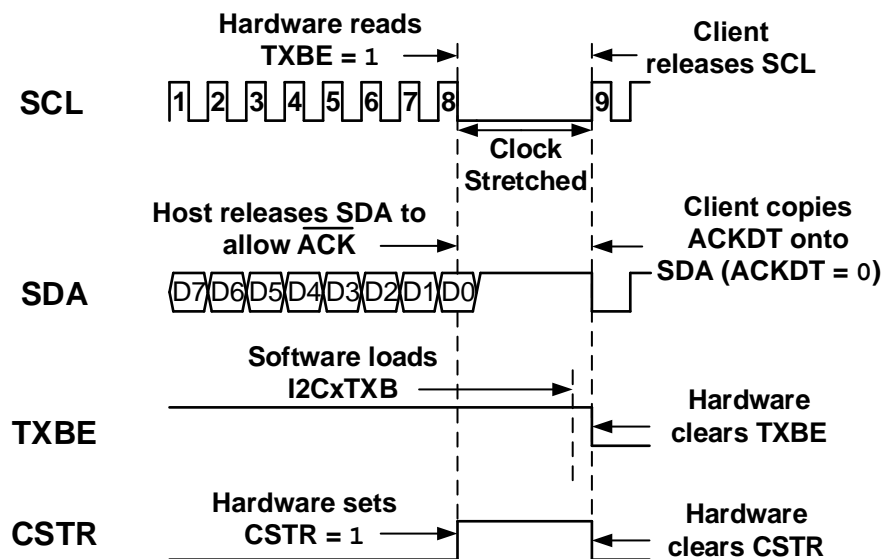 Hardware reads
TXBE = 1
Client
releases SCL
SCL
1 2 3 4 5 6 7 8 9
Clock
Stretched
Host releases SDA to
allow ACK
Client copies
ACKDT onto
SDA (ACKDT = 0)
SDA
D7 D6 D5 D4 D3 D2 D1 D0
Software loads
I2CxTXB
TXBE
Hardware
clears TXBE
Hardware sets
CSTR = 1
CSTR
Hardware
clears CSTR